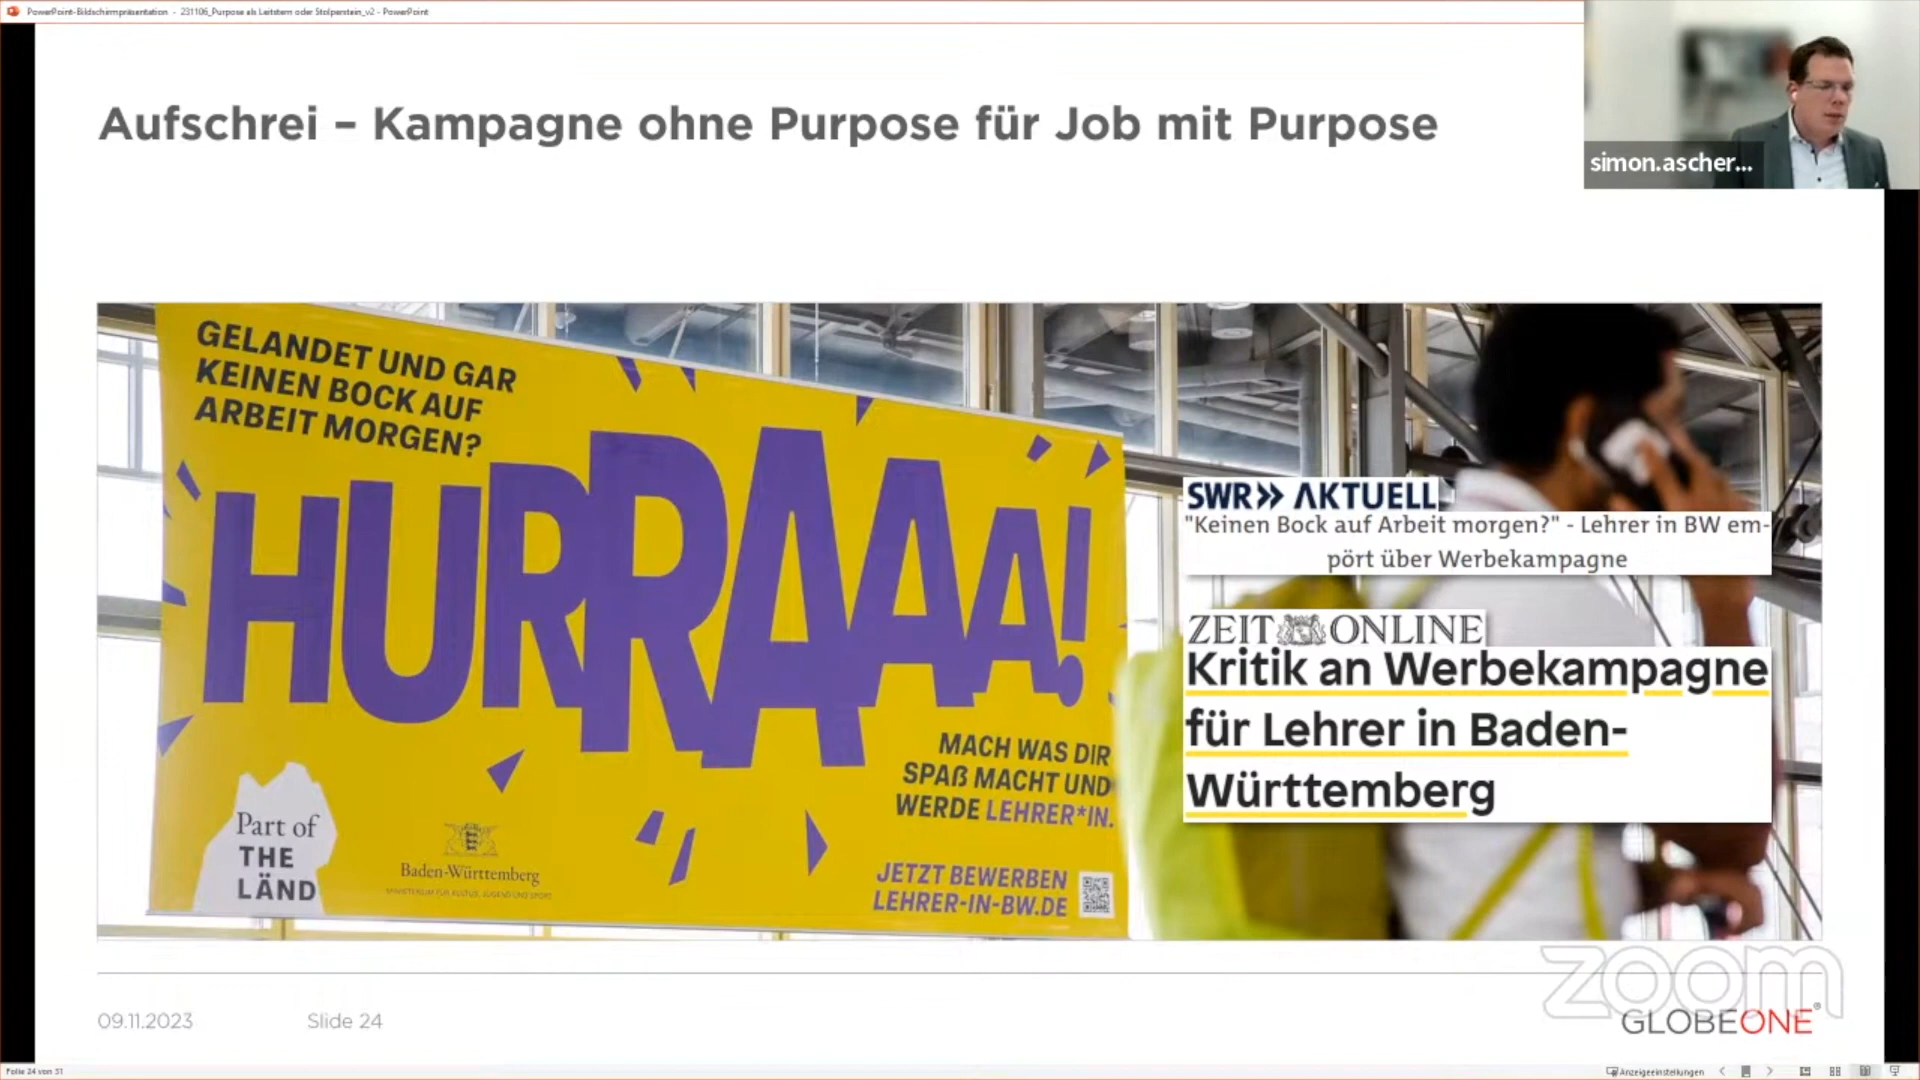 PowerPoint-Bildschirmpräsentation - 231106_Purpose als Leitstern oder Stolperstein_v2 - PowerPoint
simon.ascher...
Aufschrei – Kampagne ohne Purpose für Job mit Purpose
GELANDET UND GAR
KEINEN BOCK AUF
ARBEIT MORGEN?
HURRAAA!
MACH WAS DIR
SPAß MACHT UND
WERDE LEHRER*IN.
JETZT BEWERBEN
LEHRER-IN-BW.DE
Part of
THE
LÄND
Baden-Württemberg
MINISTERIUM FÜR KULTUS, JUGEND UND SPORT
SWR>> AKTUELL
"Keinen Bock auf Arbeit morgen?" - Lehrer in BW em-
pört über Werbekampagne
ZEIT ONLINE
Kritik an Werbekampagne
für Lehrer in Baden-
Württemberg
zoom
09.11.2023
Slide 24
GLOBEONE®
Folie 24 von 31
Anzeigeeinstellungen